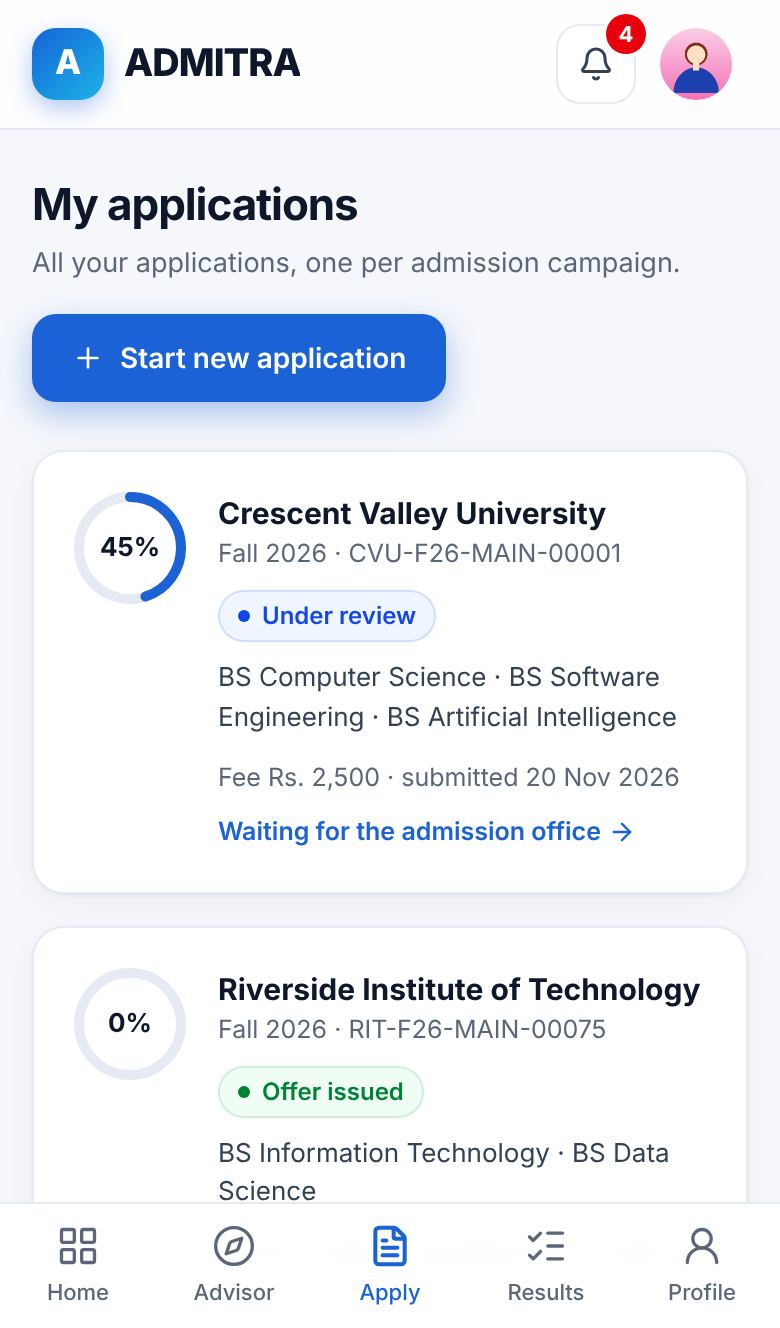 A
ADMITRA
4
My applications
All your applications, one per admission campaign.
+ Start new application
45%
Crescent Valley University
Fall 2026 · CVU-F26-MAIN-00001
Under review
BS Computer Science · BS Software
Engineering · BS Artificial Intelligence
Fee Rs. 2,500 · submitted 20 Nov 2026
Waiting for the admission office →
0%
Riverside Institute of Technology
Fall 2026 · RIT-F26-MAIN-00075
Offer issued
BS Information Technology · BS Data
Science
Home
Advisor
Apply
Results
Profile